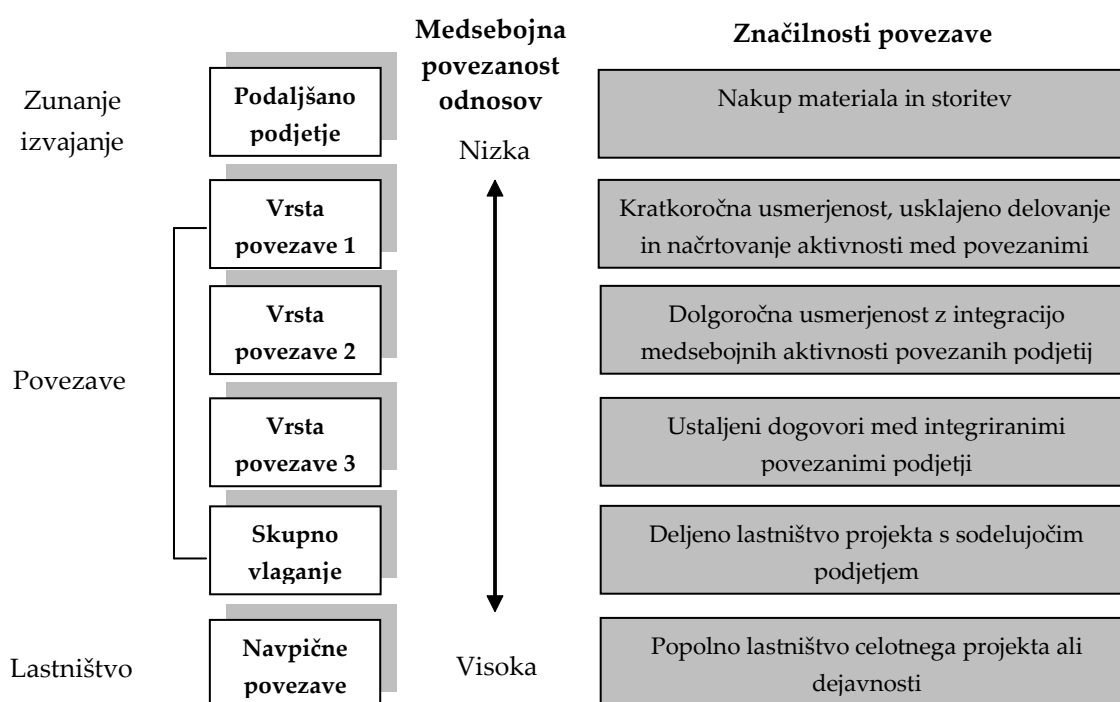 Medsebojna
povezanost
odnosov
Značilnosti povezave
Zunanje
izvajanje
Podaljšano
podjetje
Nizka
Nakup materiala in storitev
Vrsta
povezave 1
Kratkoročna usmerjenost, usklajeno delovanje
in načrtovanje aktivnosti med povezanimi
Povezave
Vrsta
povezave 2
Dolgoročna usmerjenost z integracijo
medsebojnih aktivnosti povezanih podjetij
Vrsta
povezave 3
Ustaljeni dogovori med integriranimi
povezanimi podjetji
Skupno
vlaganje
Deljeno lastništvo projekta s sodelujočim
podjetjem
Lastništvo
Navpične
povezave
Visoka
Popolno lastništvo celotnega projekta ali
dejavnosti